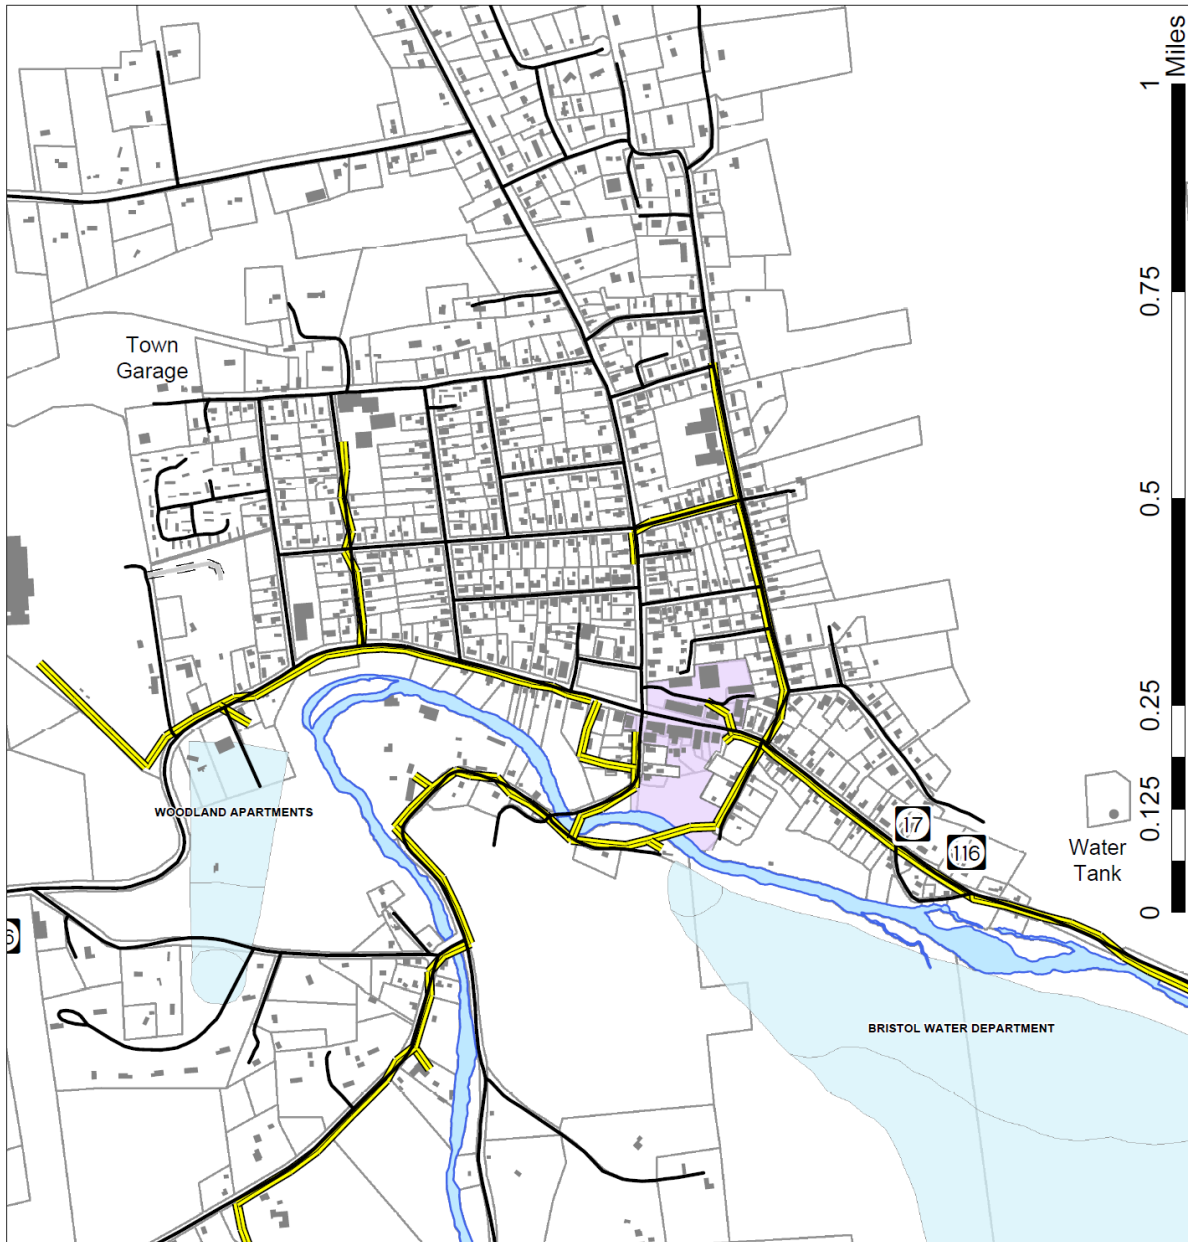 Miles
1
0.75
0.5
0.25
0.125
0
Town
Garage
WOODLAND APARTMENTS
17
116
Water
Tank
BRISTOL WATER DEPARTMENT